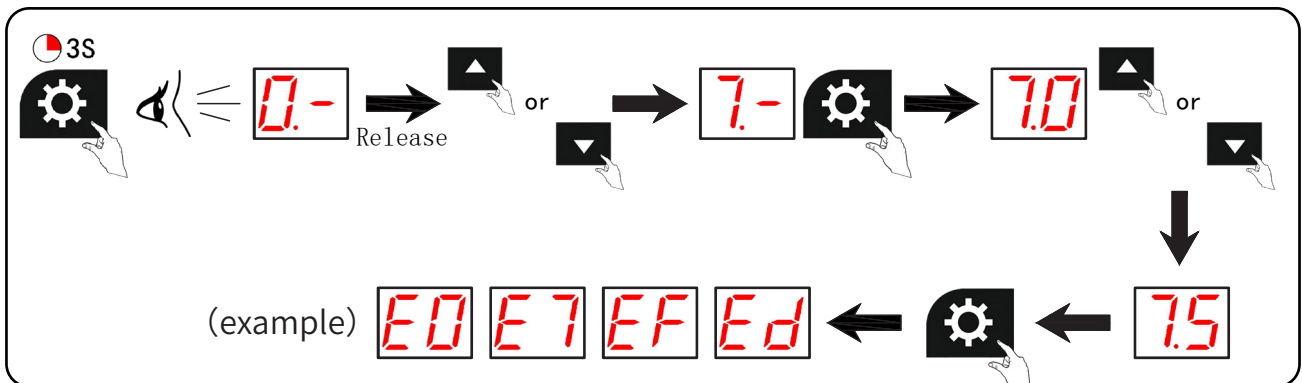 3S
0.-
Release
or
7.-
7.0
or
7.5
(example) E0 E7 EF Ed